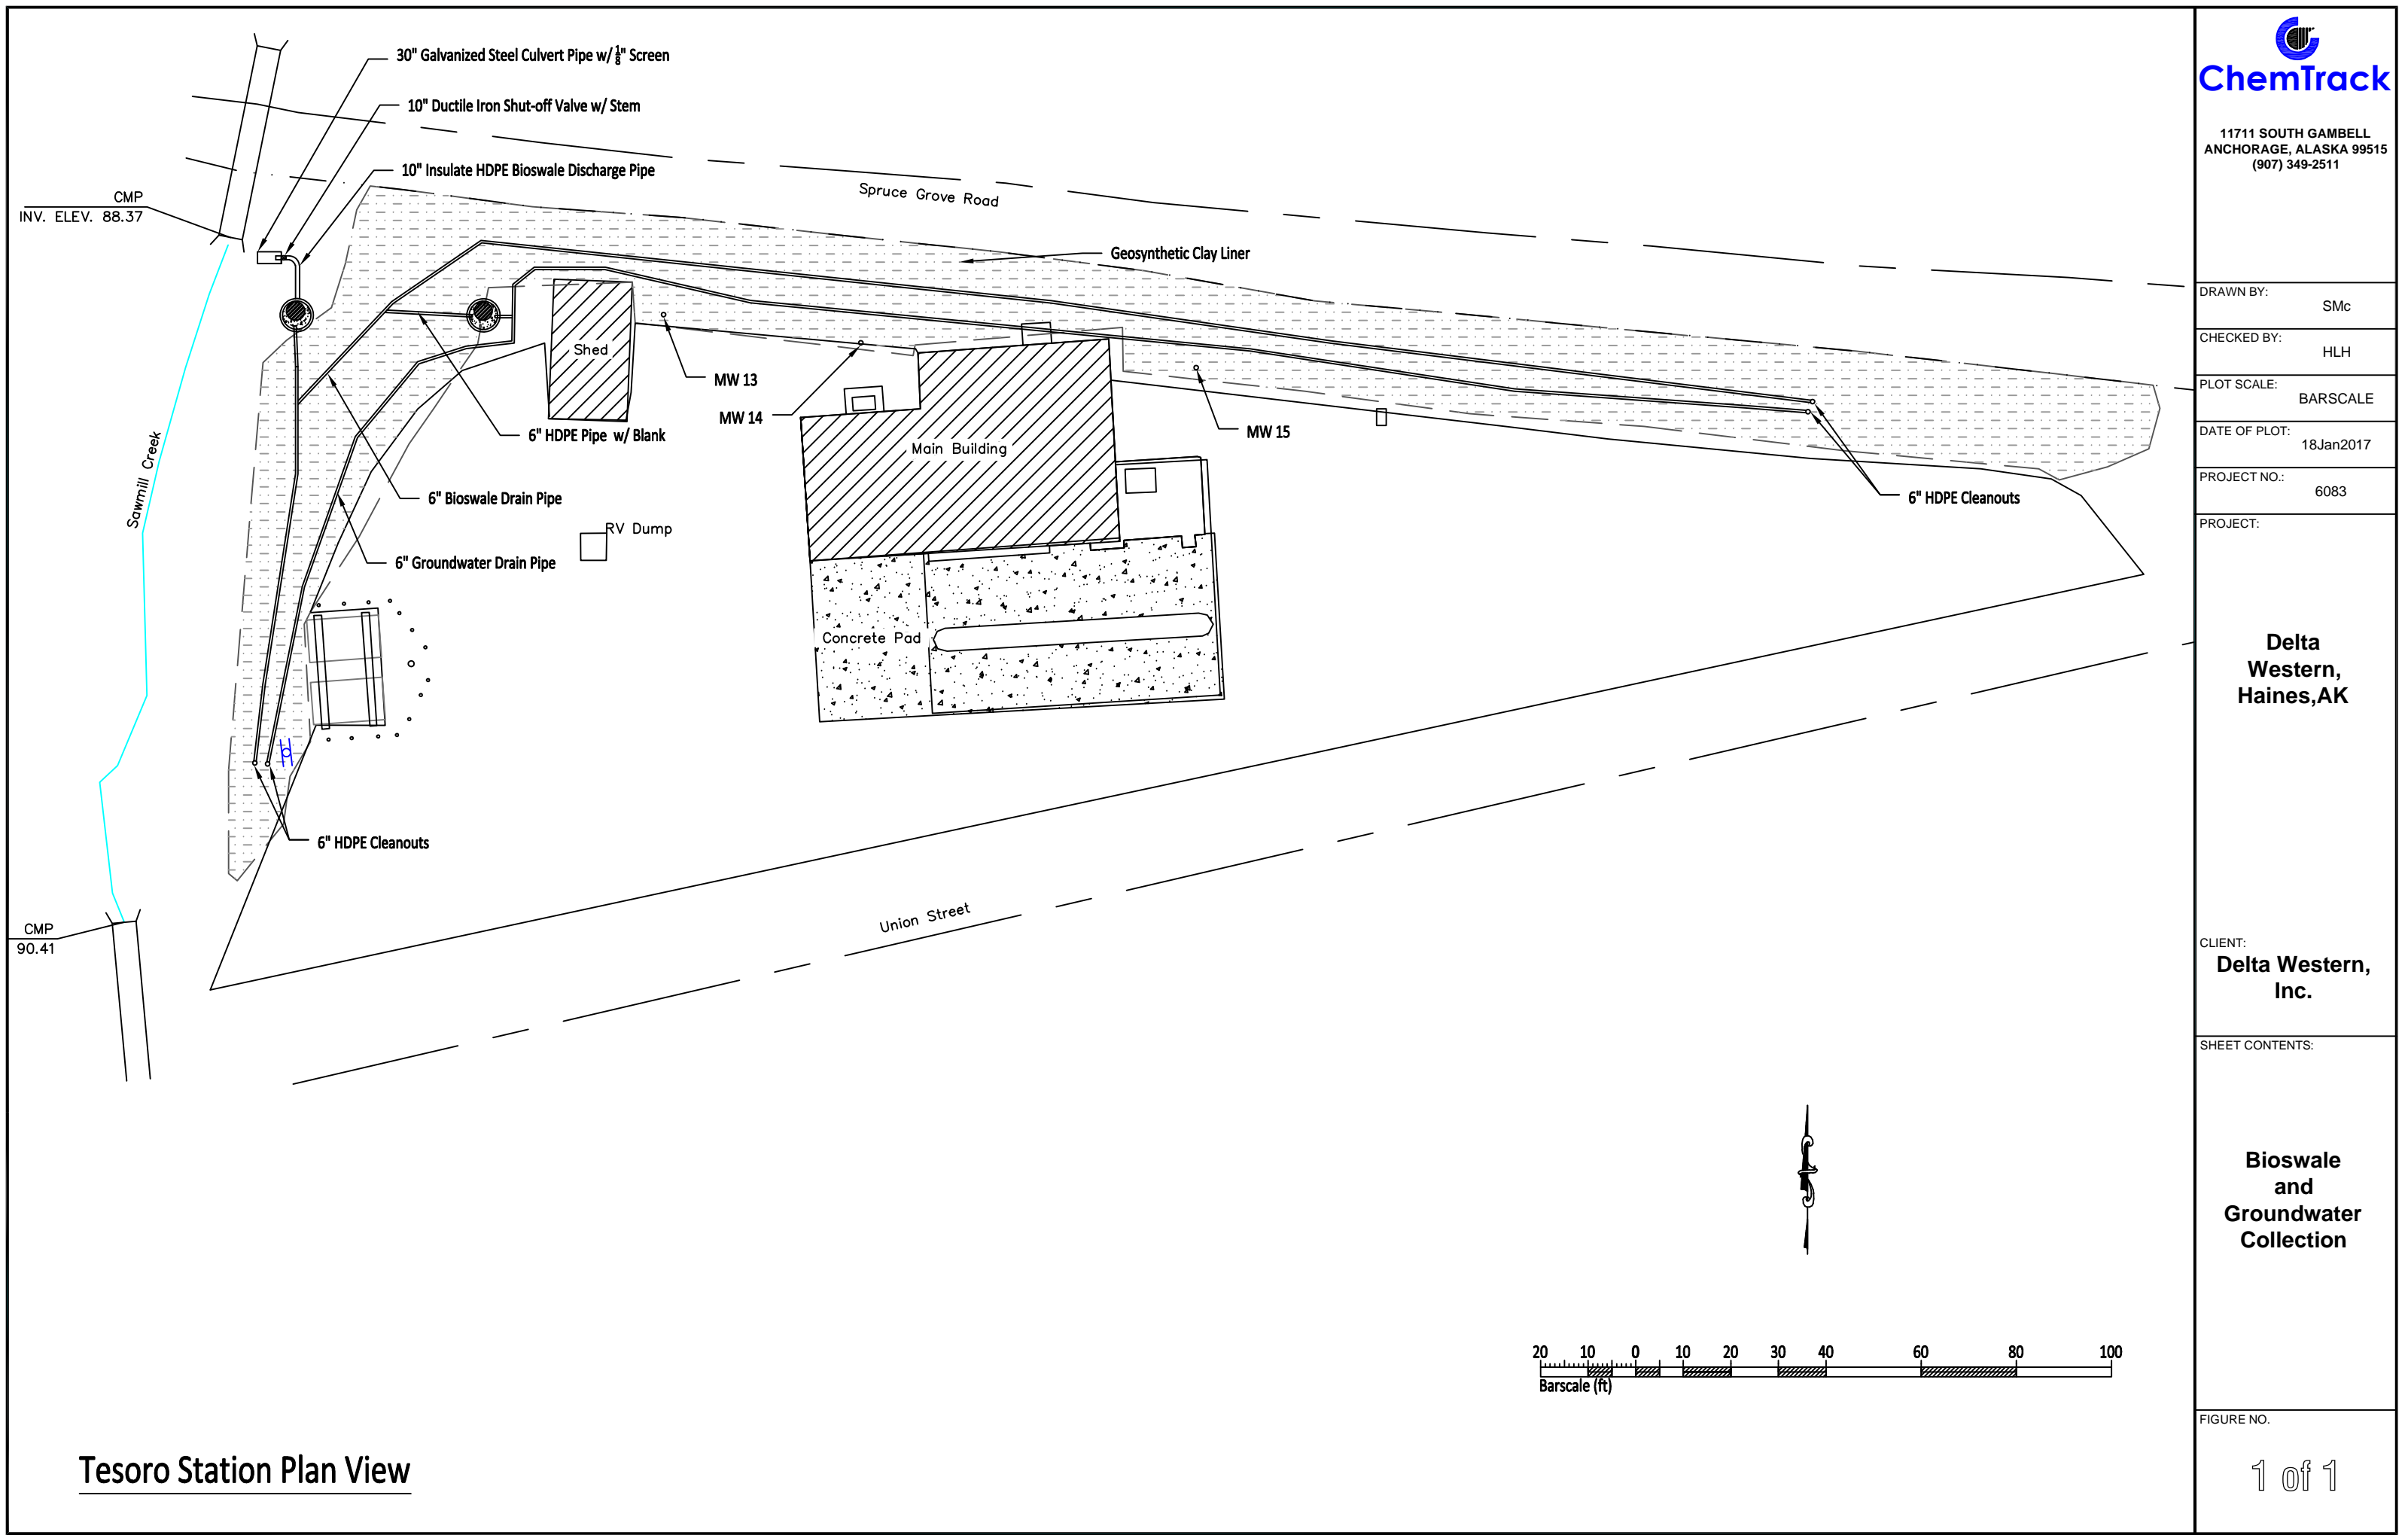 30" Galvanized Steel Culvert Pipe w/ 1/8" Screen
10" Ductile Iron Shut-off Valve w/ Stem
10" Insulate HDPE Bioswale Discharge Pipe
CMP
INV. ELEV. 88.37
Spruce Grove Road
Geosynthetic Clay Liner
Shed
MW 13
MW 14
MW 15
6" HDPE Pipe w/ Blank
Main Building
Sawmill Creek
6" Bioswale Drain Pipe
6" HDPE Cleanouts
RV Dump
6" Groundwater Drain Pipe
Concrete Pad
6" HDPE Cleanouts
Union Street
CMP
90.41
20 10 0 10 20 30 40 60 80 100
Barscale (ft)
Tesoro Station Plan View
ChemTrack
11711 SOUTH GAMBELL
ANCHORAGE, ALASKA 99515
(907) 349-2511
DRAWN BY:
SMc
CHECKED BY:
HLH
PLOT SCALE:
BARSCALE
DATE OF PLOT:
18Jan2017
PROJECT NO.:
6083
PROJECT:
Delta
Western,
Haines,AK
CLIENT:
Delta Western,
Inc.
SHEET CONTENTS:
Bioswale
and
Groundwater
Collection
FIGURE NO.
1 of 1